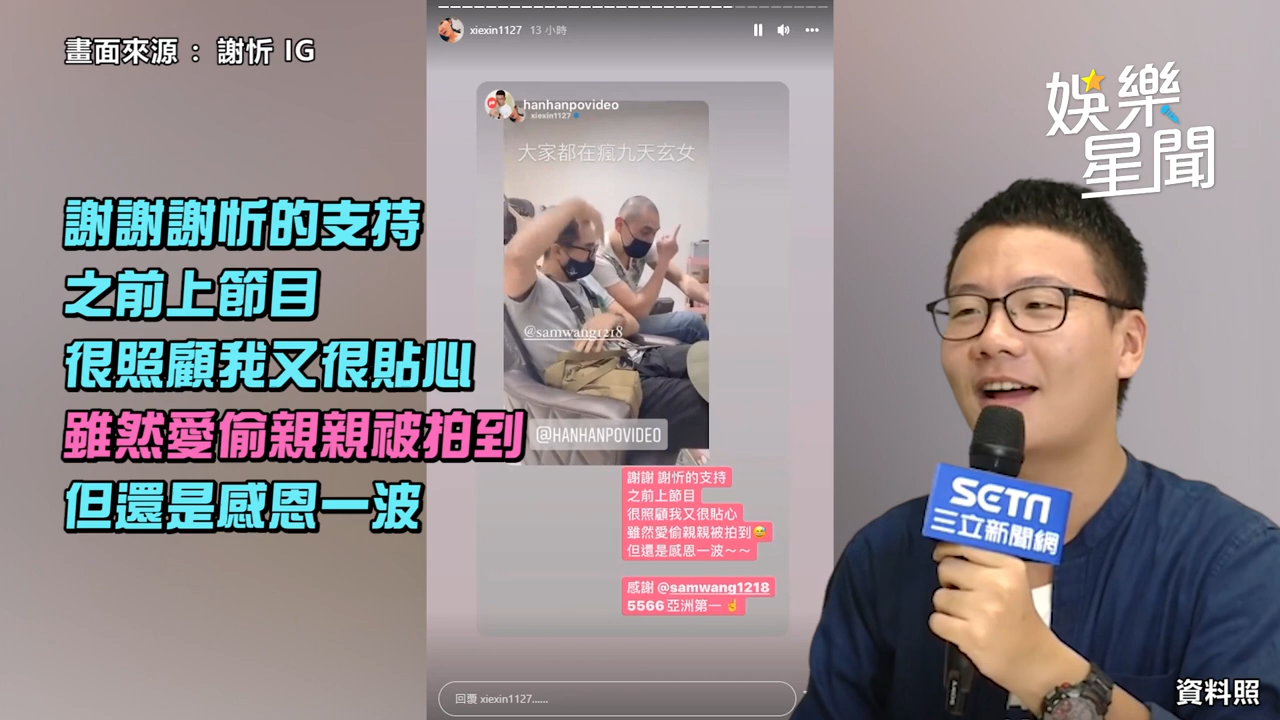 畫面來源 : 謝忻 IG
謝謝謝忻的支持
之前上節目
很照顧我又很貼心
雖然愛偷親親被拍到
但還是感恩一波
xiexin1127 13 小時
hanhanpovideo
xiexin1127
大家都在瘋九天玄女
@samwang1218
@HANHANPOVIDEO
謝謝 謝忻的支持
之前上節目
很照顧我又很貼心
雖然愛偷親親被拍到😅
但還是感恩一波～～
感謝 @samwang1218
5566 亞洲第一☝️
回覆 xiexin1127......
娛樂
星聞
SETN
三立新聞網
資料照